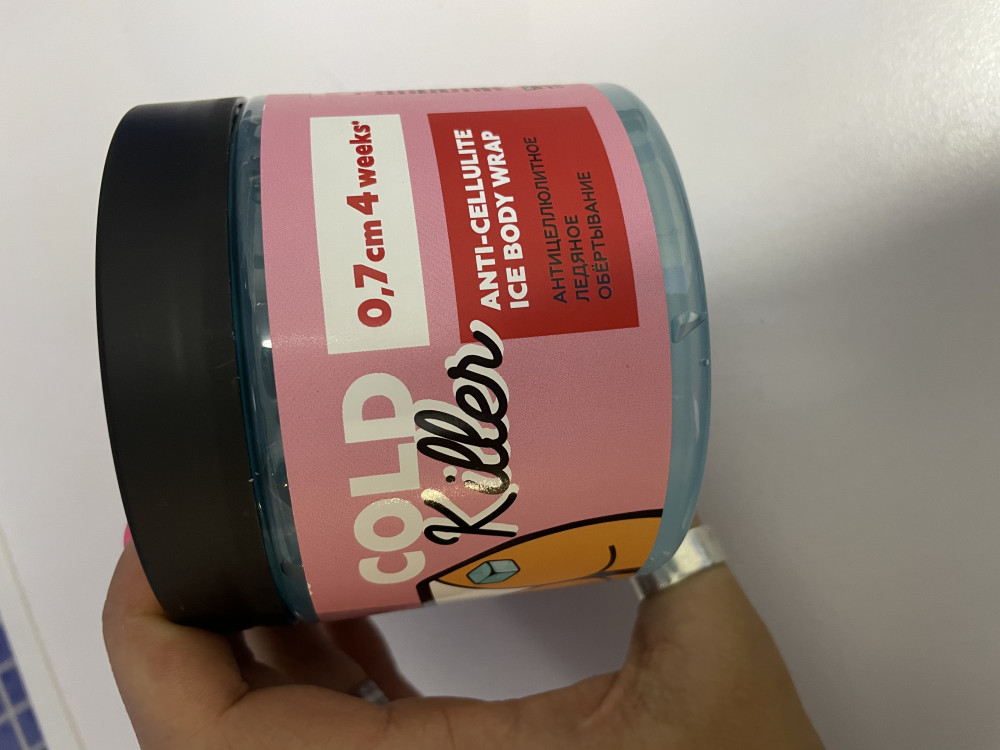 COLD
Killer
0,7 cm 4 weeks*
ANTI-CELLULITE
ICE BODY WRAP
АНТИЦЕЛЛЮЛИТНОЕ
ЛЕДЯНОЕ
ОБЁРТЫВАНИЕ